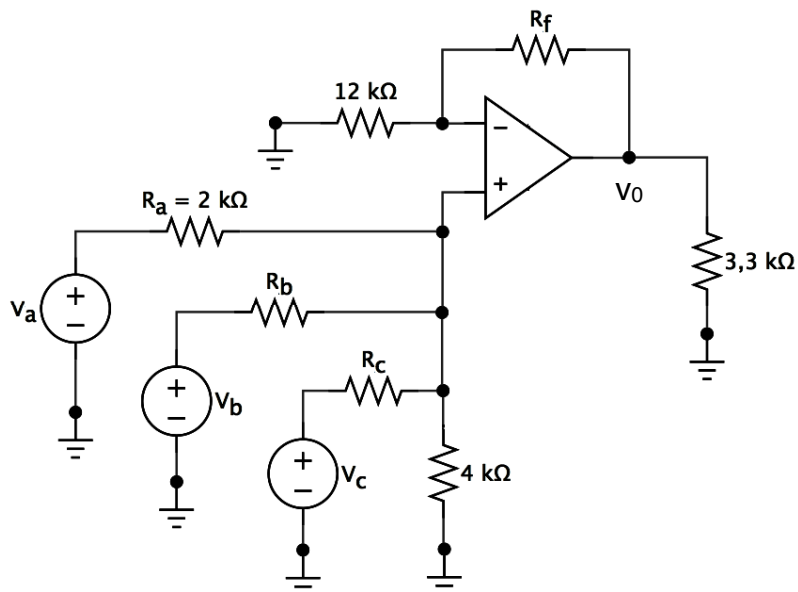 Rf
12 kΩ
−
+
V0
Ra = 2 kΩ
3,3 kΩ
Rb
+
−
Va
Rc
+
−
Vb
+
−
Vc
4 kΩ